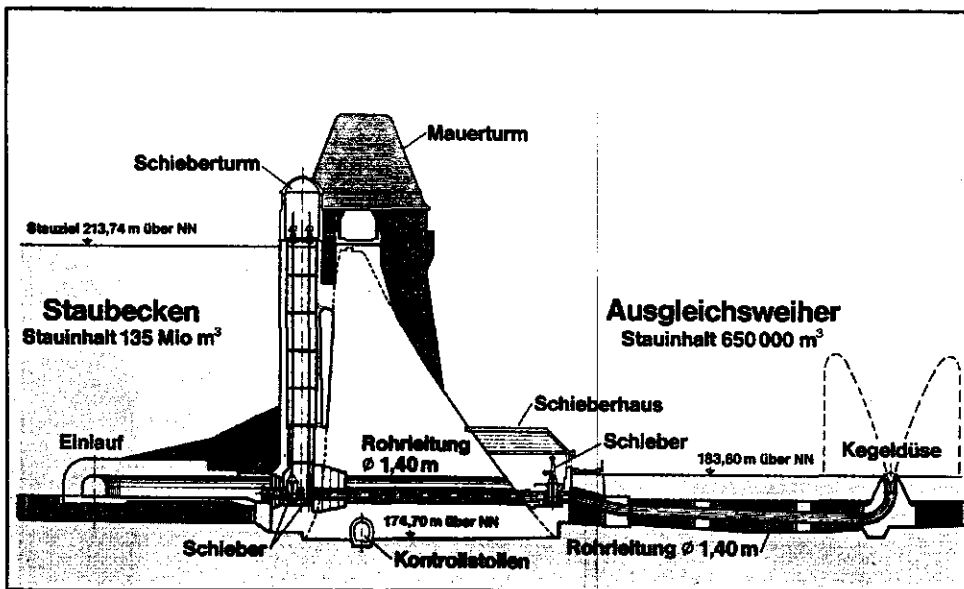 Mauerturm
Schieberturm
Stauziel 213,74 m über NN
Staubecken
Stauinhalt 135 Mio m³
Ausgleichsweiher
Stauinhalt 650 000 m³
Schieberhaus
Einlauf
Rohrleitung
ø 1,40 m
Schieber
183,60 m über NN
Kegeldüse
174,70 m über NN
Schieber
Kontrollstollen
Rohrleitung ø 1,40 m